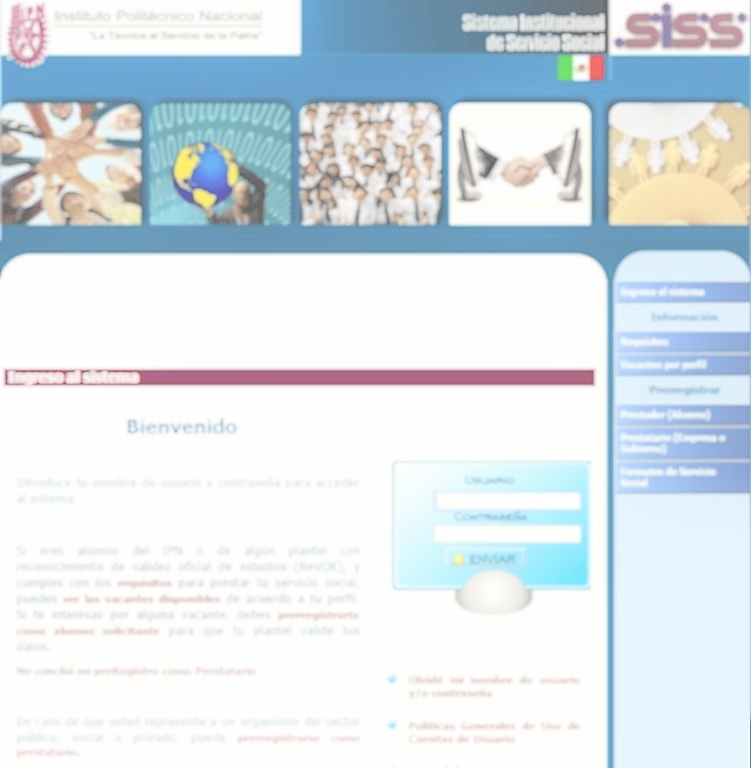 Instituto Politécnico Nacional
"La Técnica al Servicio de la Patria"
Sistema Institucional
de Servicio Social
.siss
Ingreso al sistema
Bienvenido
Introduce tu nombre de usuario y contraseña para acceder
al sistema.
Si eres alumno del IPN o de algún plantel con
reconocimiento de validez oficial de estudios (ReVOE), y
cumples con los requisitos para prestar tu servicio social,
puedes ver las vacantes disponibles de acuerdo a tu perfil.
Si te interesas por alguna vacante, debes prerregistrarte
como alumno solicitante para que tu plantel valide tus
datos.
No concluí mi preRegistro como Prestatario
En caso de que usted represente a un organismo del sector
público, social o privado, puede prerregistrarse como
prestatario.
Usuario
Contraseña
ENVIAR
Olvidé mi nombre de usuario
y/o contraseña
Políticas Generales de Uso de
Cuentas de Usuario
Ingreso al sistema
Información
Requisitos
Vacantes por perfil
Prerregistrar
Prestador (Alumno)
Prestatario (Empresa o
Gobierno)
Formatos de Servicio
Social